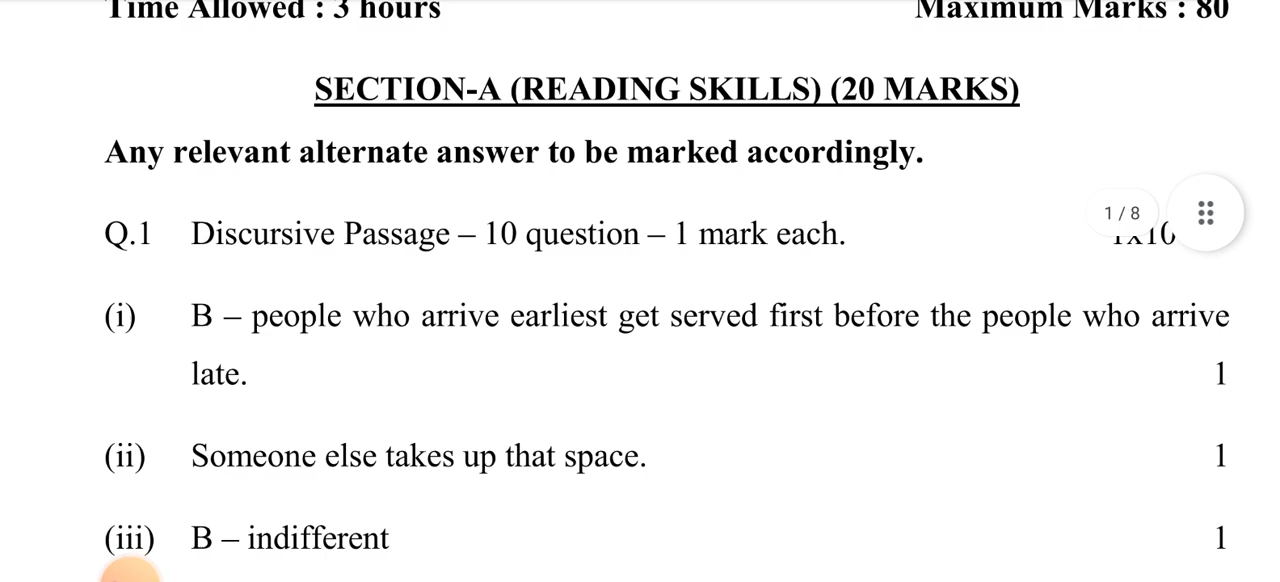 Time Allowed : 3 hours Maximum Marks : 80
SECTION-A (READING SKILLS) (20 MARKS)
Any relevant alternate answer to be marked accordingly.
1 / 8
Q.1 Discursive Passage – 10 question – 1 mark each. 1x10
(i) B – people who arrive earliest get served first before the people who arrive
late. 1
(ii) Someone else takes up that space. 1
(iii) B – indifferent 1